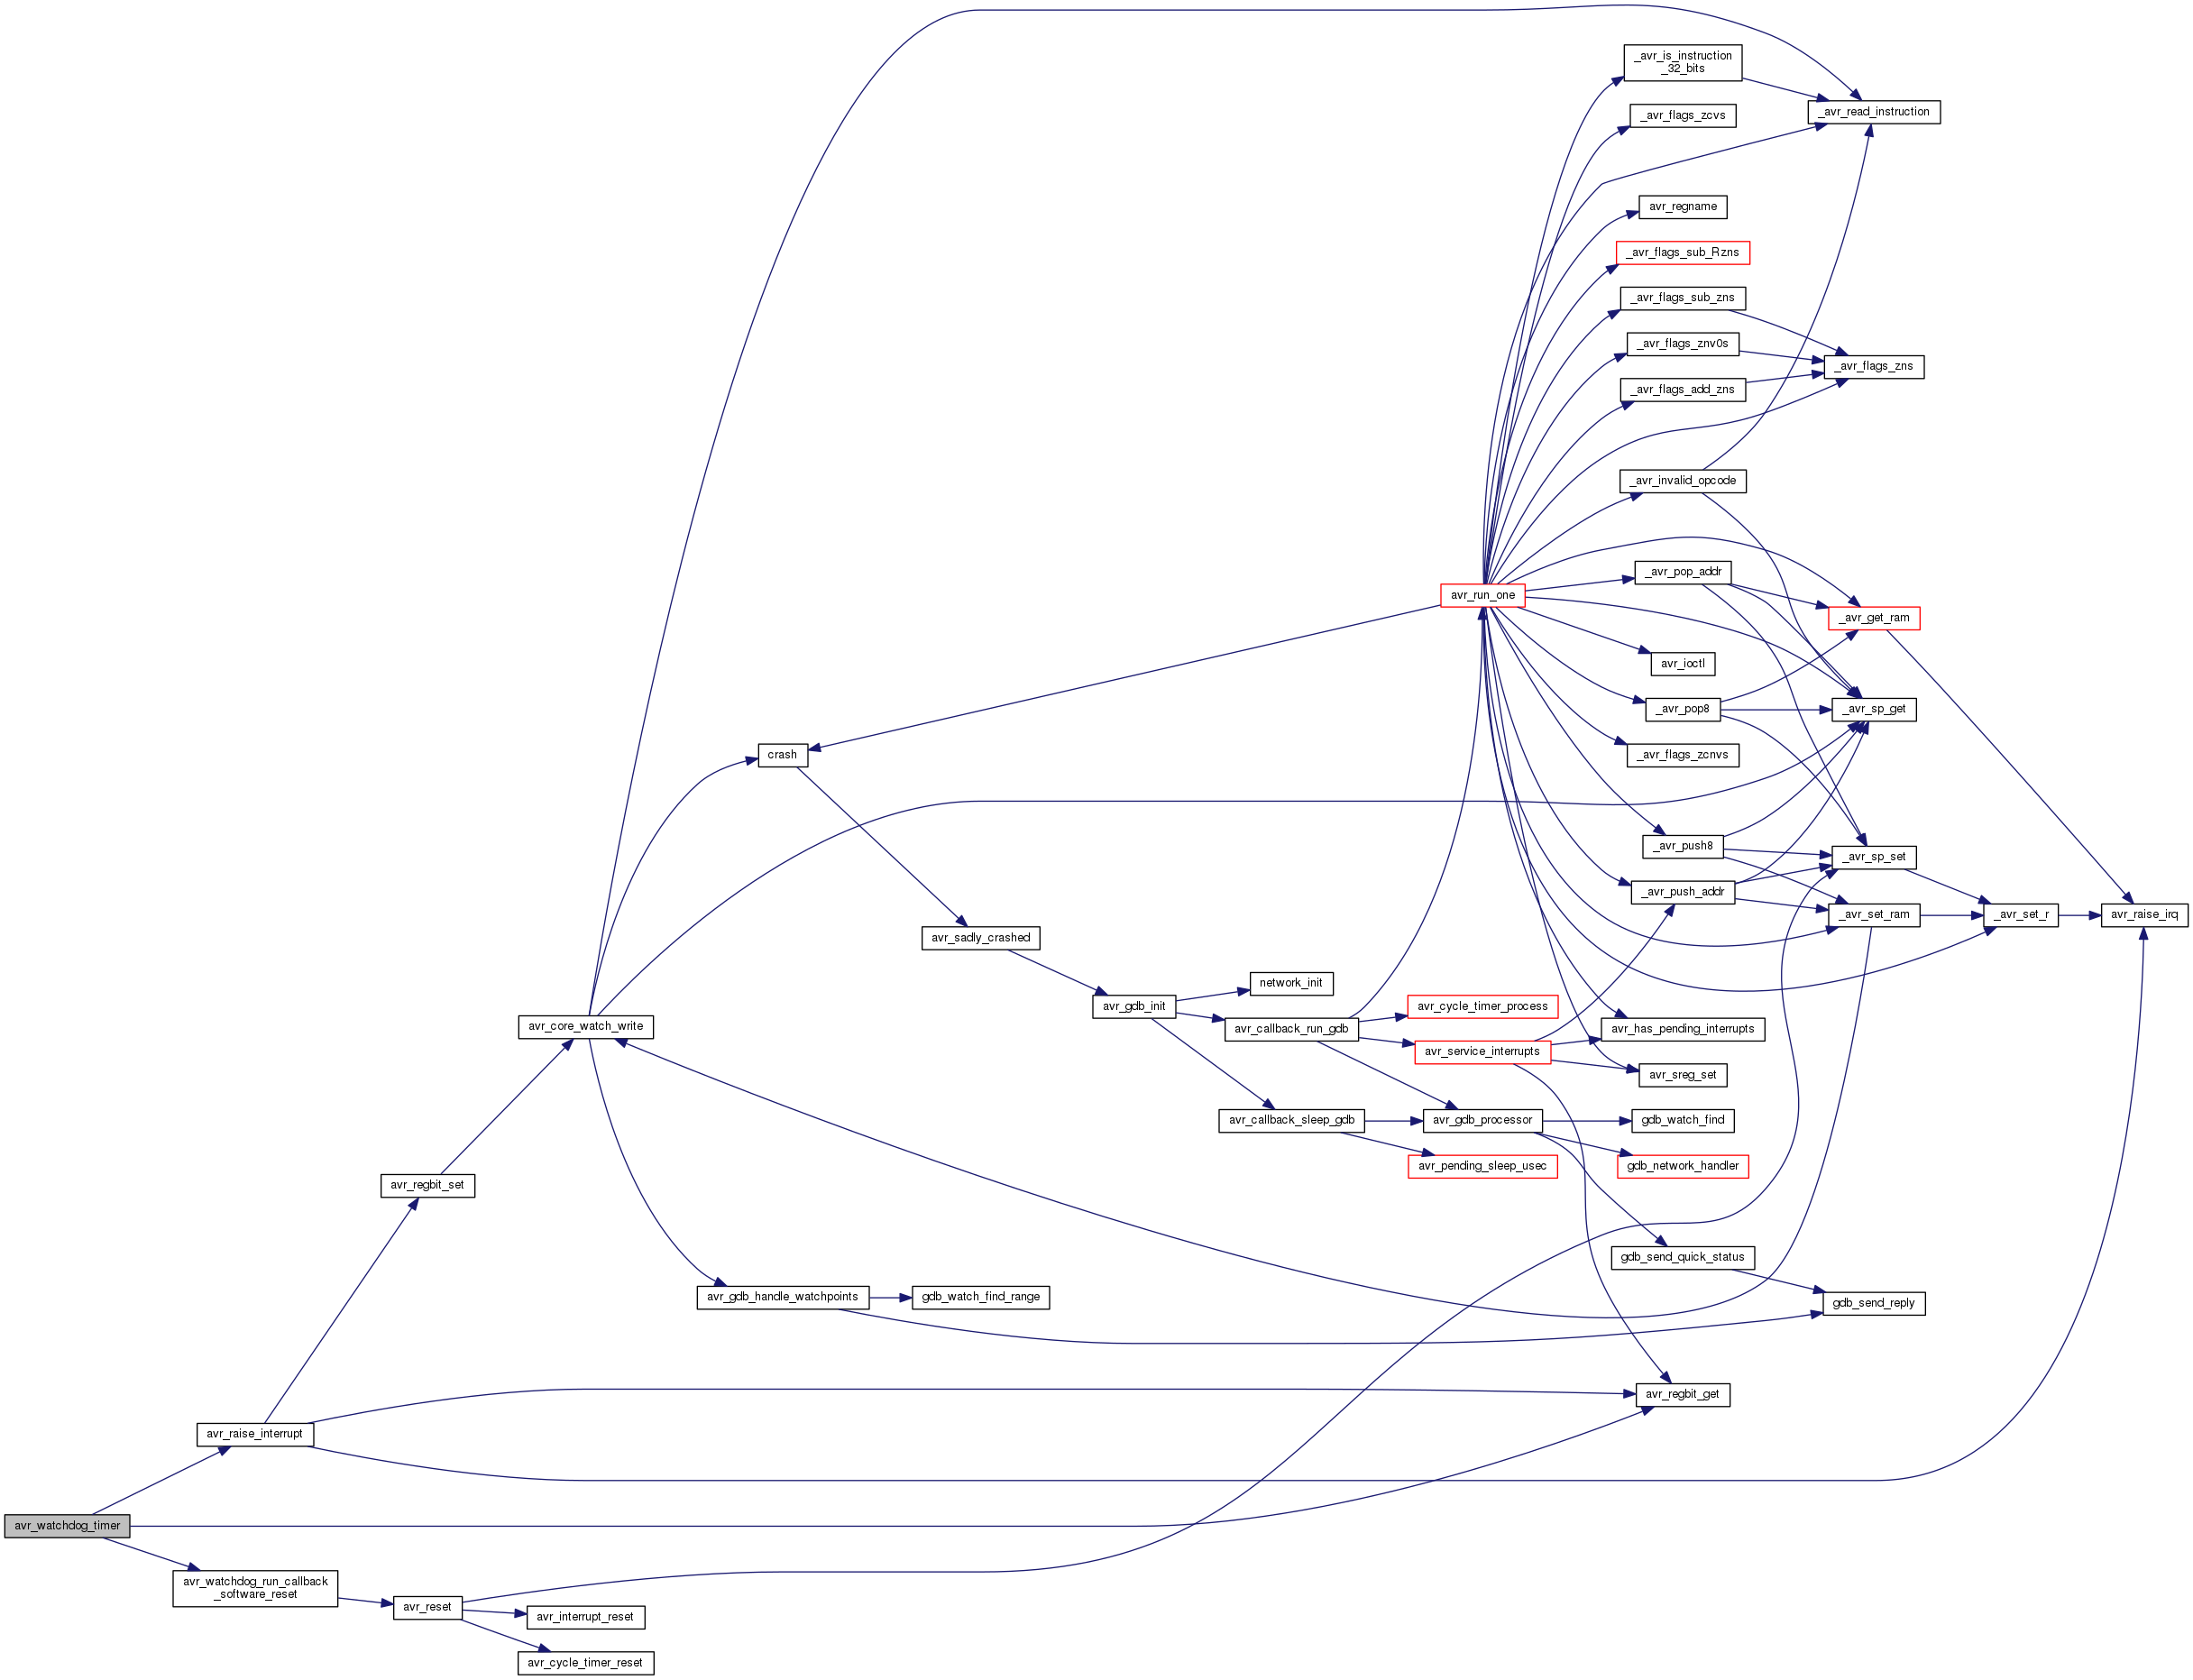 _avr_is_instruction
_32_bits
_avr_read_instruction
_avr_flags_zcvs
avr_regname
_avr_flags_sub_Rzns
_avr_flags_sub_zns
_avr_flags_znv0s
_avr_flags_zns
_avr_flags_add_zns
_avr_invalid_opcode
_avr_pop_addr
avr_run_one
_avr_get_ram
avr_ioctl
_avr_pop8
_avr_sp_get
crash
_avr_flags_zcnvs
_avr_push8
_avr_sp_set
_avr_push_addr
_avr_set_ram
_avr_set_r
avr_raise_irq
avr_sadly_crashed
network_init
avr_gdb_init
avr_cycle_timer_process
avr_core_watch_write
avr_callback_run_gdb
avr_has_pending_interrupts
avr_service_interrupts
avr_sreg_set
avr_callback_sleep_gdb
avr_gdb_processor
gdb_watch_find
avr_pending_sleep_usec
gdb_network_handler
avr_regbit_set
gdb_send_quick_status
avr_gdb_handle_watchpoints
gdb_watch_find_range
gdb_send_reply
avr_regbit_get
avr_raise_interrupt
avr_watchdog_timer
avr_watchdog_run_callback
_software_reset
avr_reset
avr_interrupt_reset
avr_cycle_timer_reset